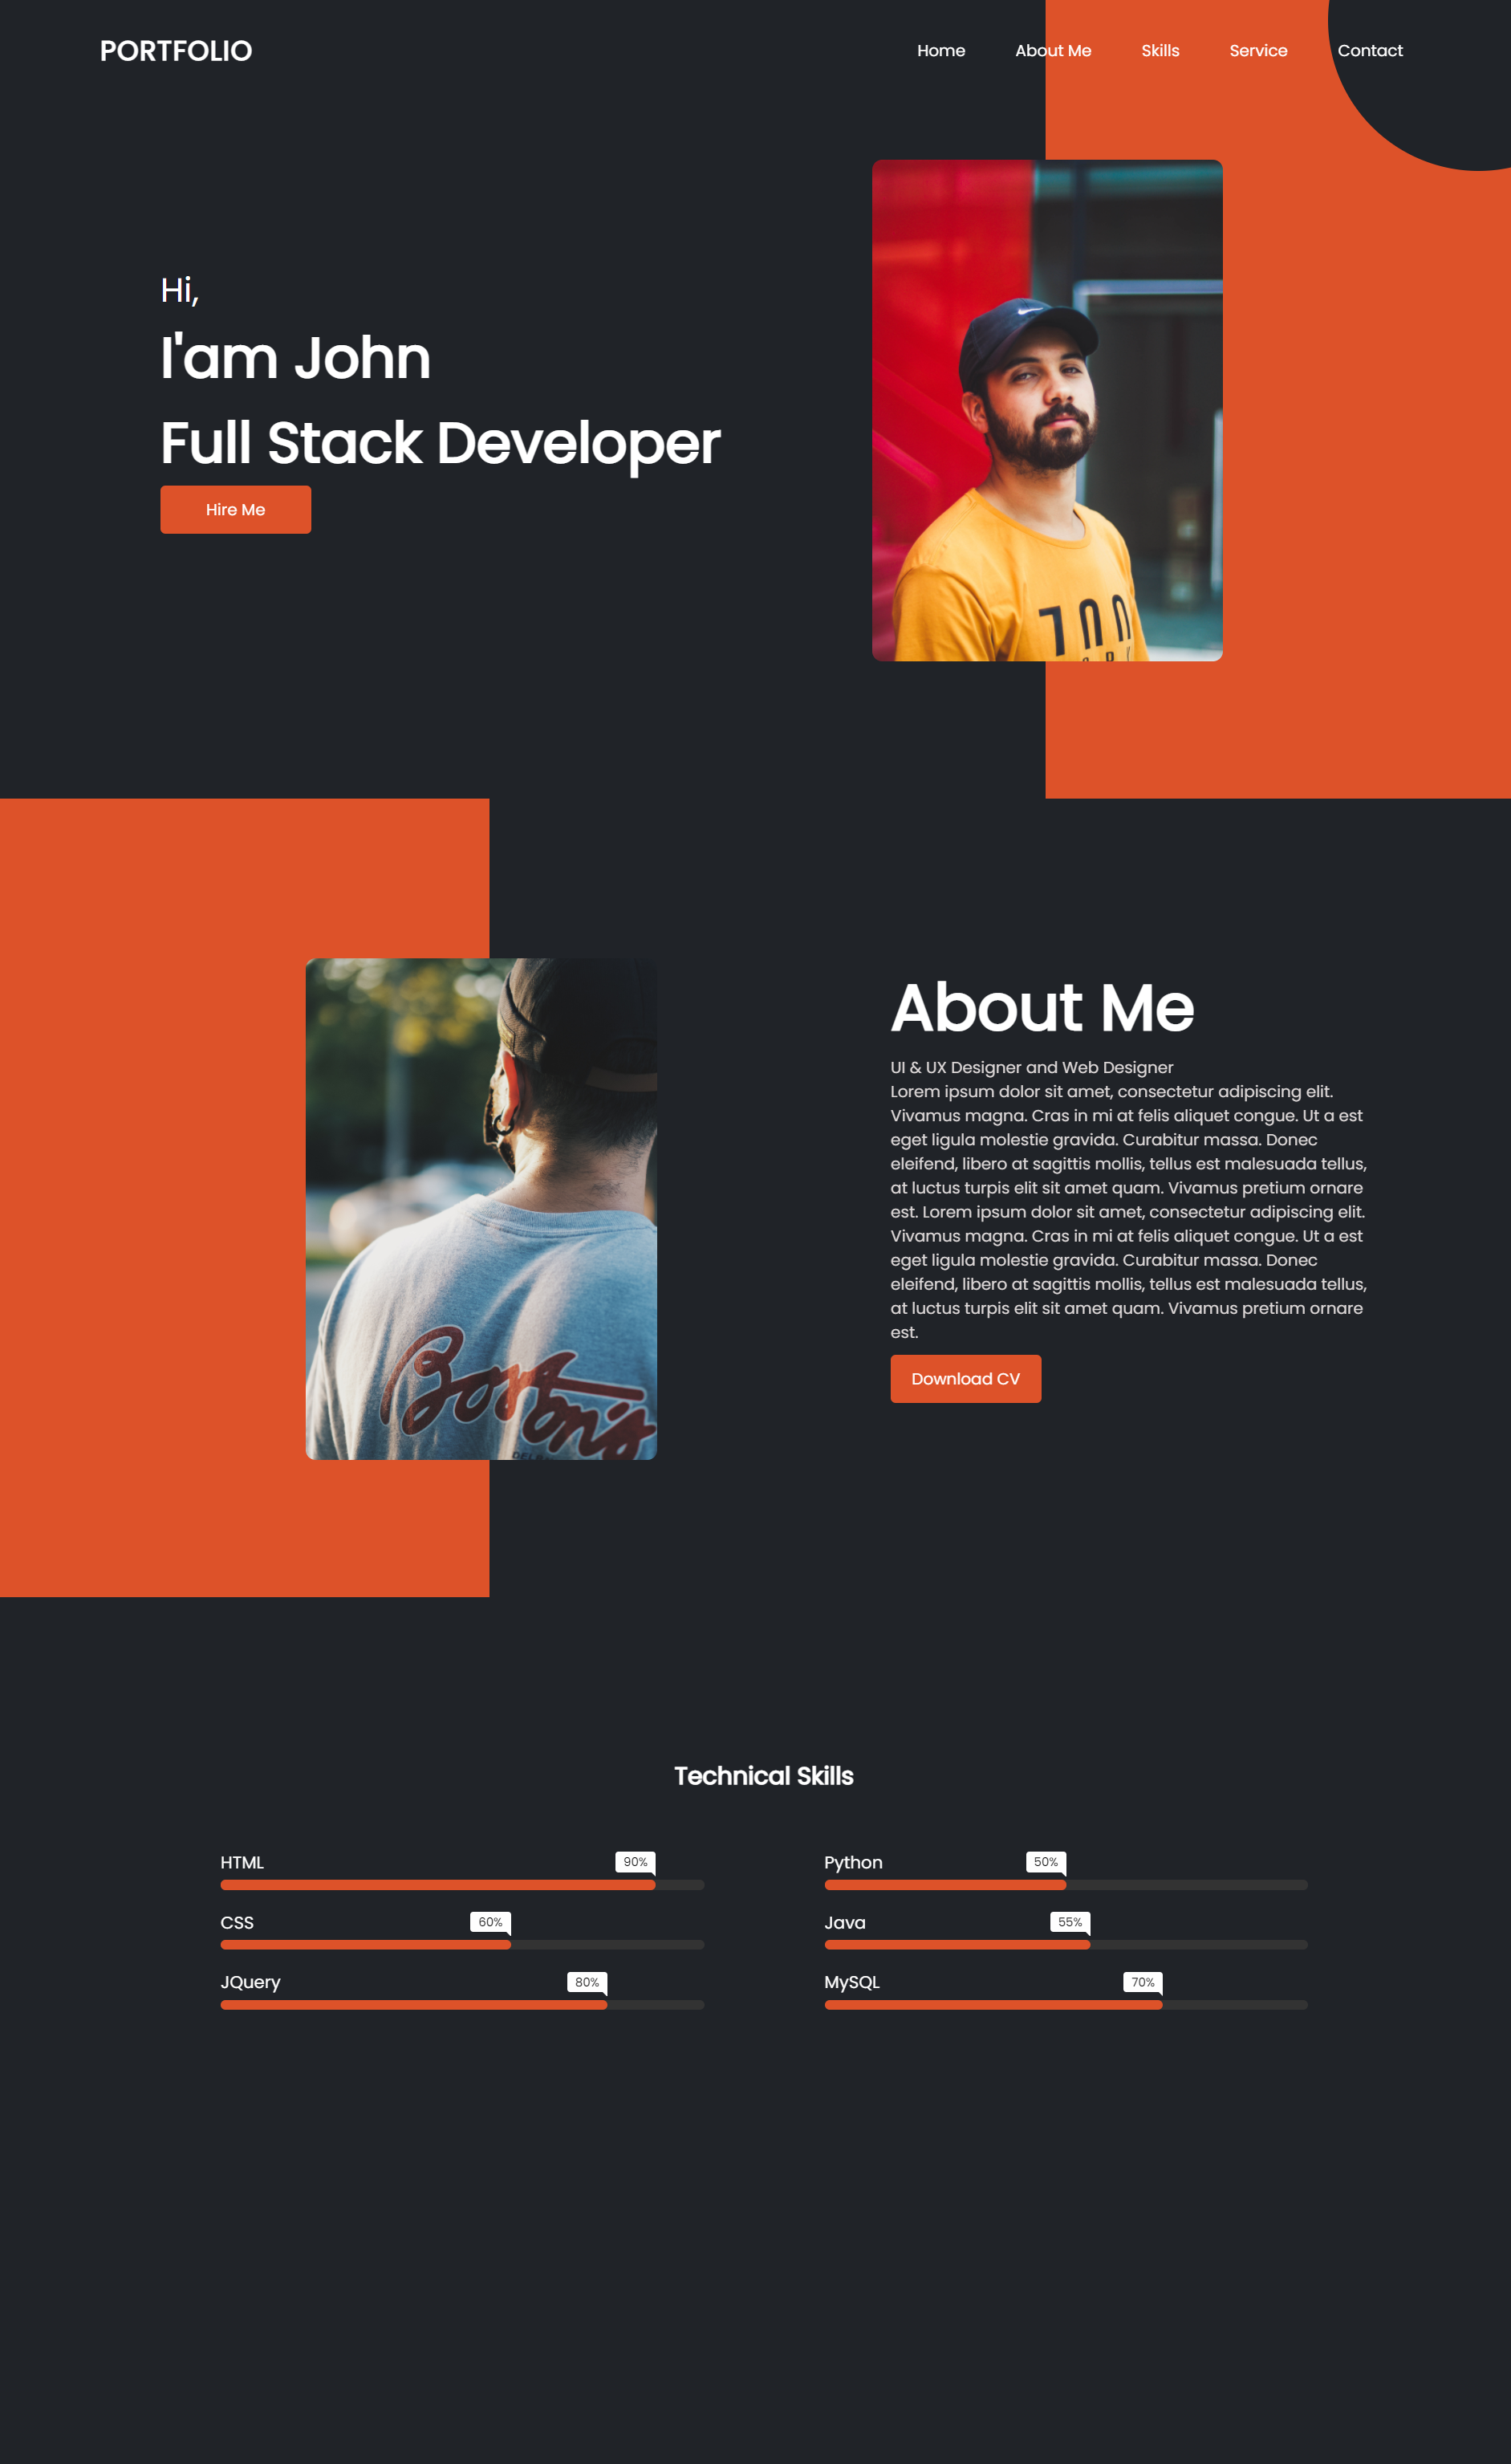 PORTFOLIO
Home About Me Skills Service Contact
Hi,
I'am John
Full Stack Developer
Hire Me
About Me
UI & UX Designer and Web Designer
Lorem ipsum dolor sit amet, consectetur adipiscing elit.
Vivamus magna. Cras in mi at felis aliquet congue. Ut a est
eget ligula molestie gravida. Curabitur massa. Donec
eleifend, libero at sagittis mollis, tellus est malesuada tellus,
at luctus turpis elit sit amet quam. Vivamus pretium ornare
est. Lorem ipsum dolor sit amet, consectetur adipiscing elit.
Vivamus magna. Cras in mi at felis aliquet congue. Ut a est
eget ligula molestie gravida. Curabitur massa. Donec
eleifend, libero at sagittis mollis, tellus est malesuada tellus,
at luctus turpis elit sit amet quam. Vivamus pretium ornare
est.
Download CV
Technical Skills
HTML 90%
CSS 60%
JQuery 80%
Python 50%
Java 55%
MySQL 70%